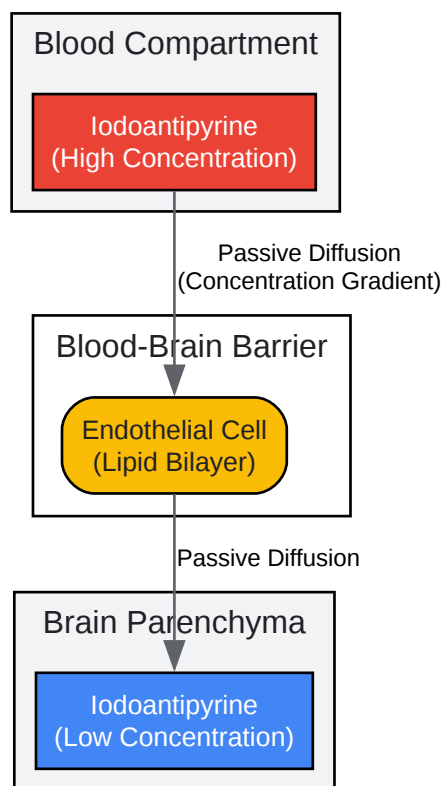 Blood Compartment
Iodoantipyrine
(High Concentration)
Passive Diffusion
(Concentration Gradient)
Blood-Brain Barrier
Endothelial Cell
(Lipid Bilayer)
Passive Diffusion
Brain Parenchyma
Iodoantipyrine
(Low Concentration)